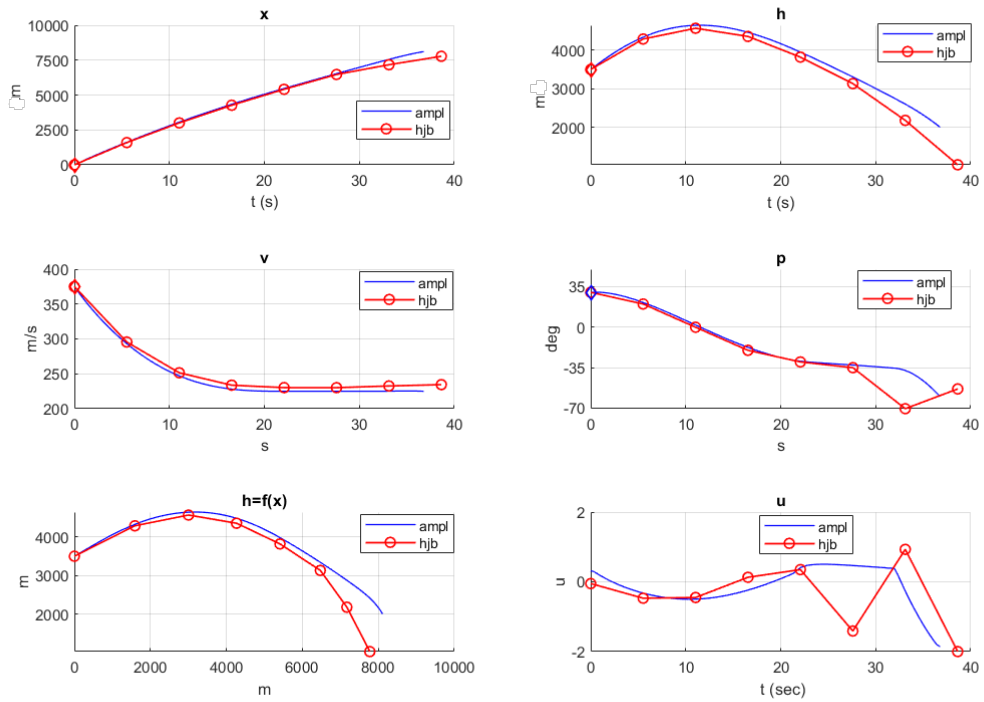 x
10000
7500
5000
2500
0
m
0
10
20
30
40
t (s)
ampl
hjb
h
4000
3000
2000
m
0
10
20
30
40
t (s)
ampl
hjb
v
400
350
300
250
200
m/s
0
10
20
30
40
s
ampl
hjb
p
35
0
-35
-70
deg
0
10
20
30
40
s
ampl
hjb
h=f(x)
4000
3000
2000
m
0
2000
4000
6000
8000
10000
m
ampl
hjb
u
2
0
-2
u
0
10
20
30
40
t (sec)
ampl
hjb